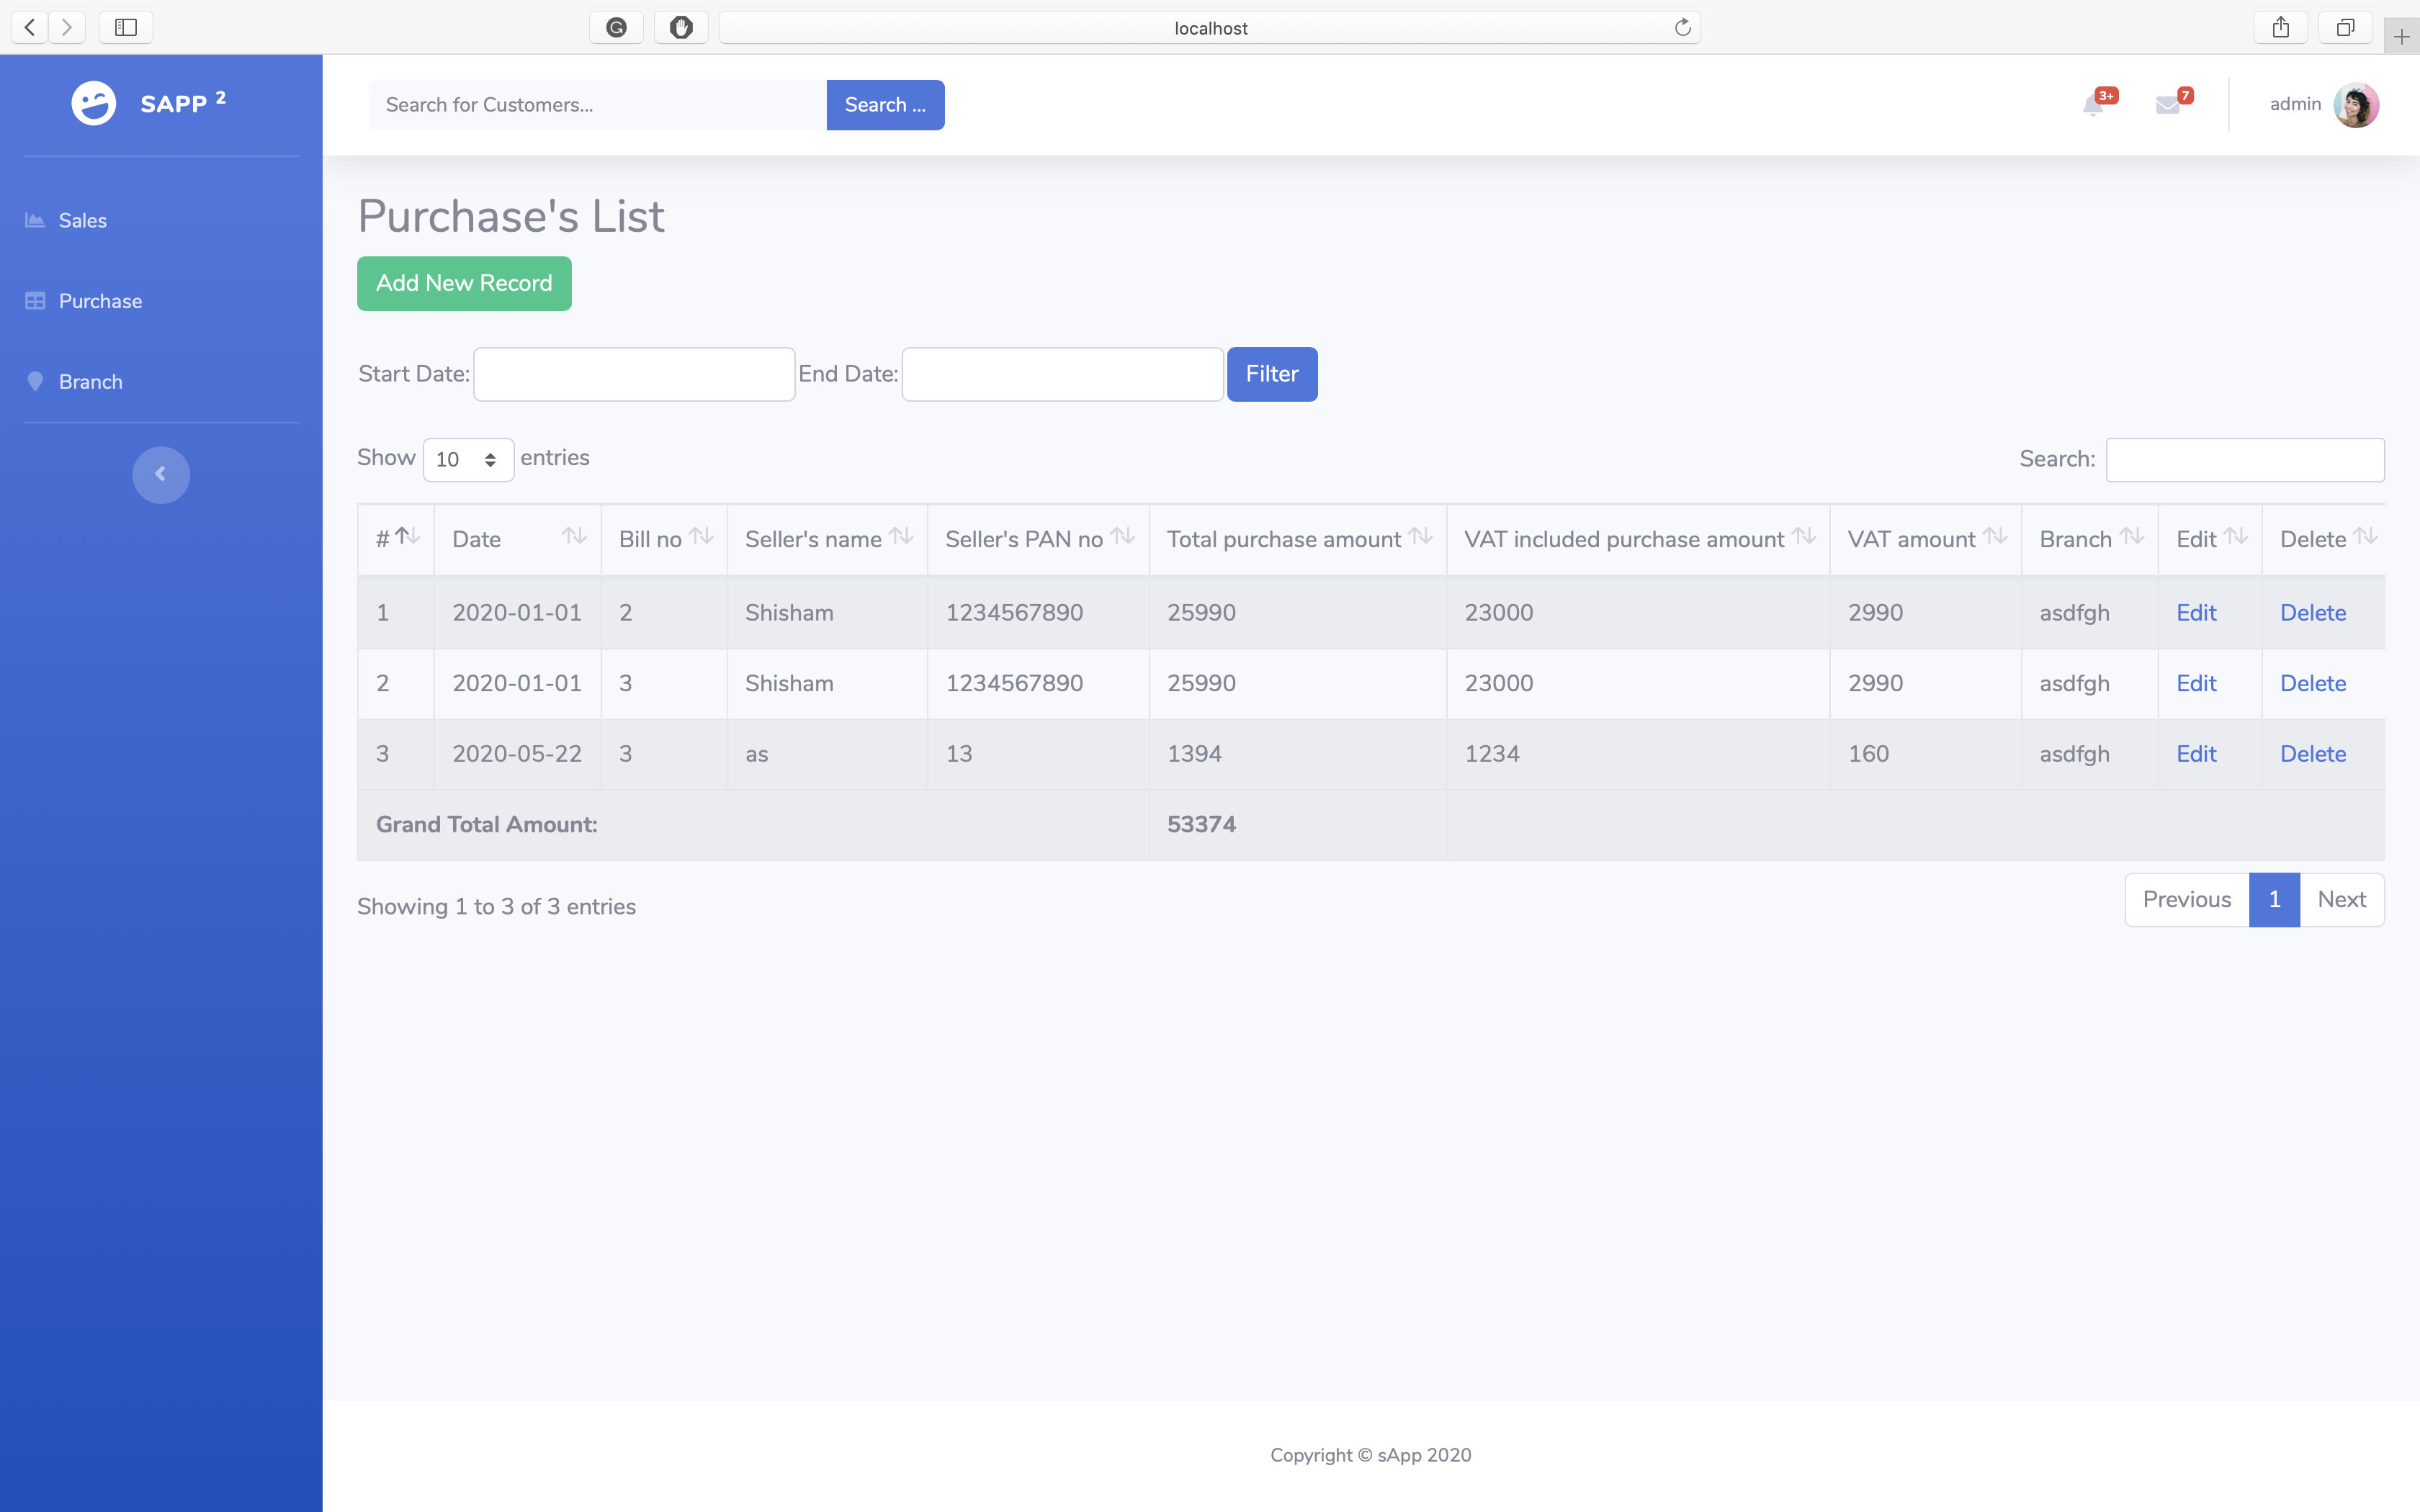 localhost
SAPP 2
Search for Customers...
Search ...
3+
7
admin
Sales
Purchase
Branch
Purchase's List
Add New Record
Start Date: End Date: Filter
Show 10 entries
Search:
# Date Bill no Seller's name Seller's PAN no Total purchase amount VAT included purchase amount VAT amount Branch Edit Delete
1 2020-01-01 2 Shisham 1234567890 25990 23000 2990 asdfgh Edit Delete
2 2020-01-01 3 Shisham 1234567890 25990 23000 2990 asdfgh Edit Delete
3 2020-05-22 3 as 13 1394 1234 160 asdfgh Edit Delete
Grand Total Amount: 53374
Showing 1 to 3 of 3 entries
Previous 1 Next
Copyright © sApp 2020